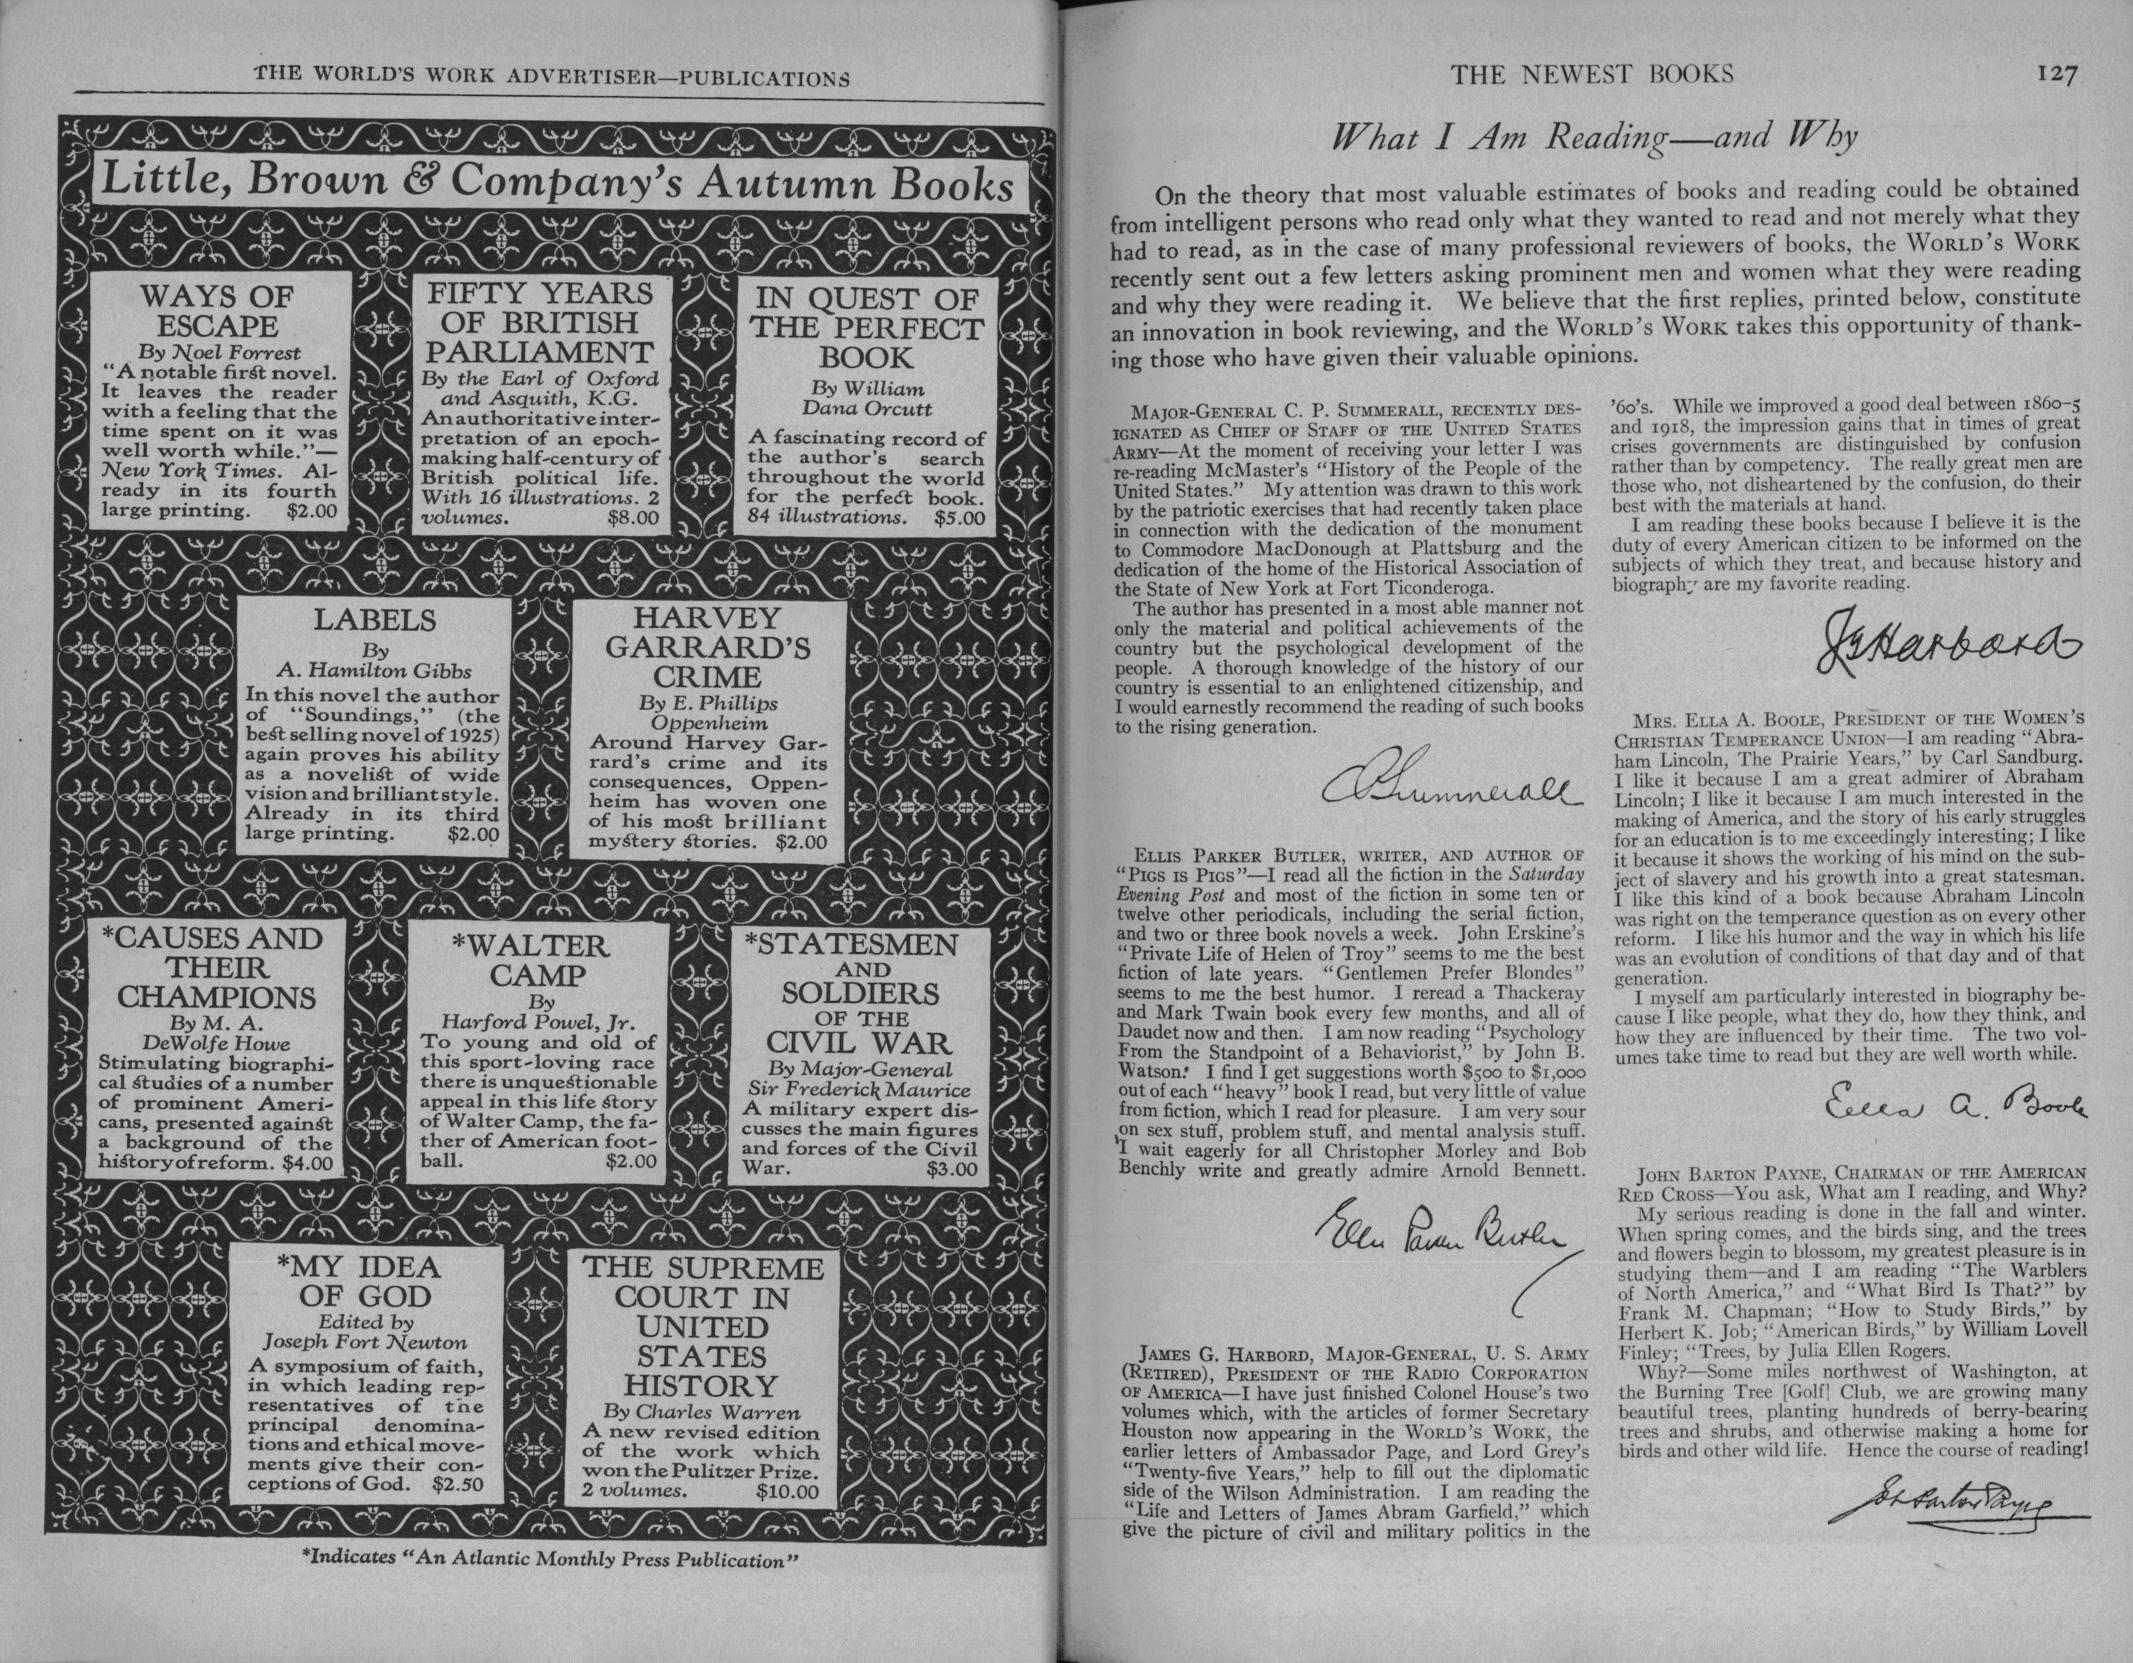 THE WORLD'S WORK ADVERTISER—PUBLICATIONS
Little, Brown & Company's Autumn Books
WAYS OF
ESCAPE
By Noel Forrest
"A notable first novel.
It leaves the reader
with a feeling that the
time spent on it was
well worth while."—
New York Times. Al-
ready in its fourth
large printing. $2.00
FIFTY YEARS
OF BRITISH
PARLIAMENT
By the Earl of Oxford
and Asquith, K.G.
An authoritative inter-
pretation of an epoch-
making half-century of
British political life.
With 16 illustrations. 2
volumes. $8.00
IN QUEST OF
THE PERFECT
BOOK
By William
Dana Orcutt
A fascinating record of
the author's search
throughout the world
for the perfect book.
84 illustrations. $5.00
LABELS
By
A. Hamilton Gibbs
In this novel the author
of "Soundings," (the
best selling novel of 1925)
again proves his ability
as a novelist of wide
vision and brilliant style.
Already in its third
large printing. $2.00
HARVEY
GARRARD'S
CRIME
By E. Phillips
Oppenheim
Around Harvey Gar-
rard's crime and its
consequences, Oppen-
heim has woven one
of his most brilliant
mystery stories. $2.00
*CAUSES AND
THEIR
CHAMPIONS
By M. A.
DeWolfe Howe
Stimulating biographi-
cal studies of a number
of prominent Ameri-
cans, presented against
a background of the
history of reform. $4.00
*WALTER
CAMP
By
Harford Powel, Jr.
To young and old of
this sport-loving race
there is unquestionable
appeal in this life story
of Walter Camp, the fa-
ther of American foot-
ball. $2.00
*STATESMEN
AND
SOLDIERS
OF THE
CIVIL WAR
By Major-General
Sir Frederick Maurice
A military expert dis-
cusses the main figures
and forces of the Civil
War. $3.00
*MY IDEA
OF GOD
Edited by
Joseph Fort Newton
A symposium of faith,
in which leading rep-
resentatives of the
principal denomina-
tions and ethical move-
ments give their con-
ceptions of God. $2.50
THE SUPREME
COURT IN
UNITED
STATES
HISTORY
By Charles Warren
A new revised edition
of the work which
won the Pulitzer Prize.
2 volumes. $10.00
*Indicates "An Atlantic Monthly Press Publication"
THE NEWEST BOOKS 127
What I Am Reading—and Why
On the theory that most valuable estimates of books and reading could be obtained
from intelligent persons who read only what they wanted to read and not merely what they
had to read, as in the case of many professional reviewers of books, the WORLD'S WORK
recently sent out a few letters asking prominent men and women what they were reading
and why they were reading it. We believe that the first replies, printed below, constitute
an innovation in book reviewing, and the WORLD'S WORK takes this opportunity of thank-
ing those who have given their valuable opinions.
MAJOR-GENERAL C. P. SUMMERALL, RECENTLY DES-
IGNATED AS CHIEF OF STAFF OF THE UNITED STATES
ARMY—At the moment of receiving your letter I was
re-reading McMaster's "History of the People of the
United States." My attention was drawn to this work
by the patriotic exercises that had recently taken place
in connection with the dedication of the monument
to Commodore MacDonough at Plattsburg and the
dedication of the home of the Historical Association of
the State of New York at Fort Ticonderoga.
The author has presented in a most able manner not
only the material and political achievements of the
country but the psychological development of the
people. A thorough knowledge of the history of our
country is essential to an enlightened citizenship, and
I would earnestly recommend the reading of such books
to the rising generation.
CPSummerall
ELLIS PARKER BUTLER, WRITER, AND AUTHOR OF
"PIGS IS PIGS"—I read all the fiction in the Saturday
Evening Post and most of the fiction in some ten or
twelve other periodicals, including the serial fiction,
and two or three book novels a week. John Erskine's
"Private Life of Helen of Troy" seems to me the best
fiction of late years. "Gentlemen Prefer Blondes"
seems to me the best humor. I reread a Thackeray
and Mark Twain book every few months, and all of
Daudet now and then. I am now reading "Psychology
From the Standpoint of a Behaviorist," by John B.
Watson. I find I get suggestions worth $500 to $1,000
out of each "heavy" book I read, but very little of value
from fiction, which I read for pleasure. I am very sour
on sex stuff, problem stuff, and mental analysis stuff.
I wait eagerly for all Christopher Morley and Bob
Benchly write and greatly admire Arnold Bennett.
Ellis Parker Butler
JAMES G. HARBORD, MAJOR-GENERAL, U. S. ARMY
(RETIRED), PRESIDENT OF THE RADIO CORPORATION
OF AMERICA—I have just finished Colonel House's two
volumes which, with the articles of former Secretary
Houston now appearing in the WORLD'S WORK, the
earlier letters of Ambassador Page, and Lord Grey's
"Twenty-five Years," help to fill out the diplomatic
side of the Wilson Administration. I am reading the
"Life and Letters of James Abram Garfield," which
give the picture of civil and military politics in the
'60's. While we improved a good deal between 1860-5
and 1918, the impression gains that in times of great
crises governments are distinguished by confusion
rather than by competency. The really great men are
those who, not disheartened by the confusion, do their
best with the materials at hand.
I am reading these books because I believe it is the
duty of every American citizen to be informed on the
subjects of which they treat, and because history and
biography are my favorite reading.
JG Harbord
MRS. ELLA A. BOOLE, PRESIDENT OF THE WOMEN'S
CHRISTIAN TEMPERANCE UNION—I am reading "Abra-
ham Lincoln, The Prairie Years," by Carl Sandburg.
I like it because I am a great admirer of Abraham
Lincoln; I like it because I am much interested in the
making of America, and the story of his early struggles
for an education is to me exceedingly interesting; I like
it because it shows the working of his mind on the sub-
ject of slavery and his growth into a great statesman.
I like this kind of a book because Abraham Lincoln
was right on the temperance question as on every other
reform. I like his humor and the way in which his life
was an evolution of conditions of that day and of that
generation.
I myself am particularly interested in biography be-
cause I like people, what they do, how they think, and
how they are influenced by their time. The two vol-
umes take time to read but they are well worth while.
Ella A. Boole
JOHN BARTON PAYNE, CHAIRMAN OF THE AMERICAN
RED CROSS—You ask, What am I reading, and Why?
My serious reading is done in the fall and winter.
When spring comes, and the birds sing, and the trees
and flowers begin to blossom, my greatest pleasure is in
studying them—and I am reading "The Warblers
of North America," and "What Bird Is That?" by
Frank M. Chapman; "How to Study Birds," by
Herbert K. Job; "American Birds," by William Lovell
Finley; "Trees, by Julia Ellen Rogers.
Why?—Some miles northwest of Washington, at
the Burning Tree [Golf] Club, we are growing many
beautiful trees, planting hundreds of berry-bearing
trees and shrubs, and otherwise making a home for
birds and other wild life. Hence the course of reading!
Jno Barton Payne